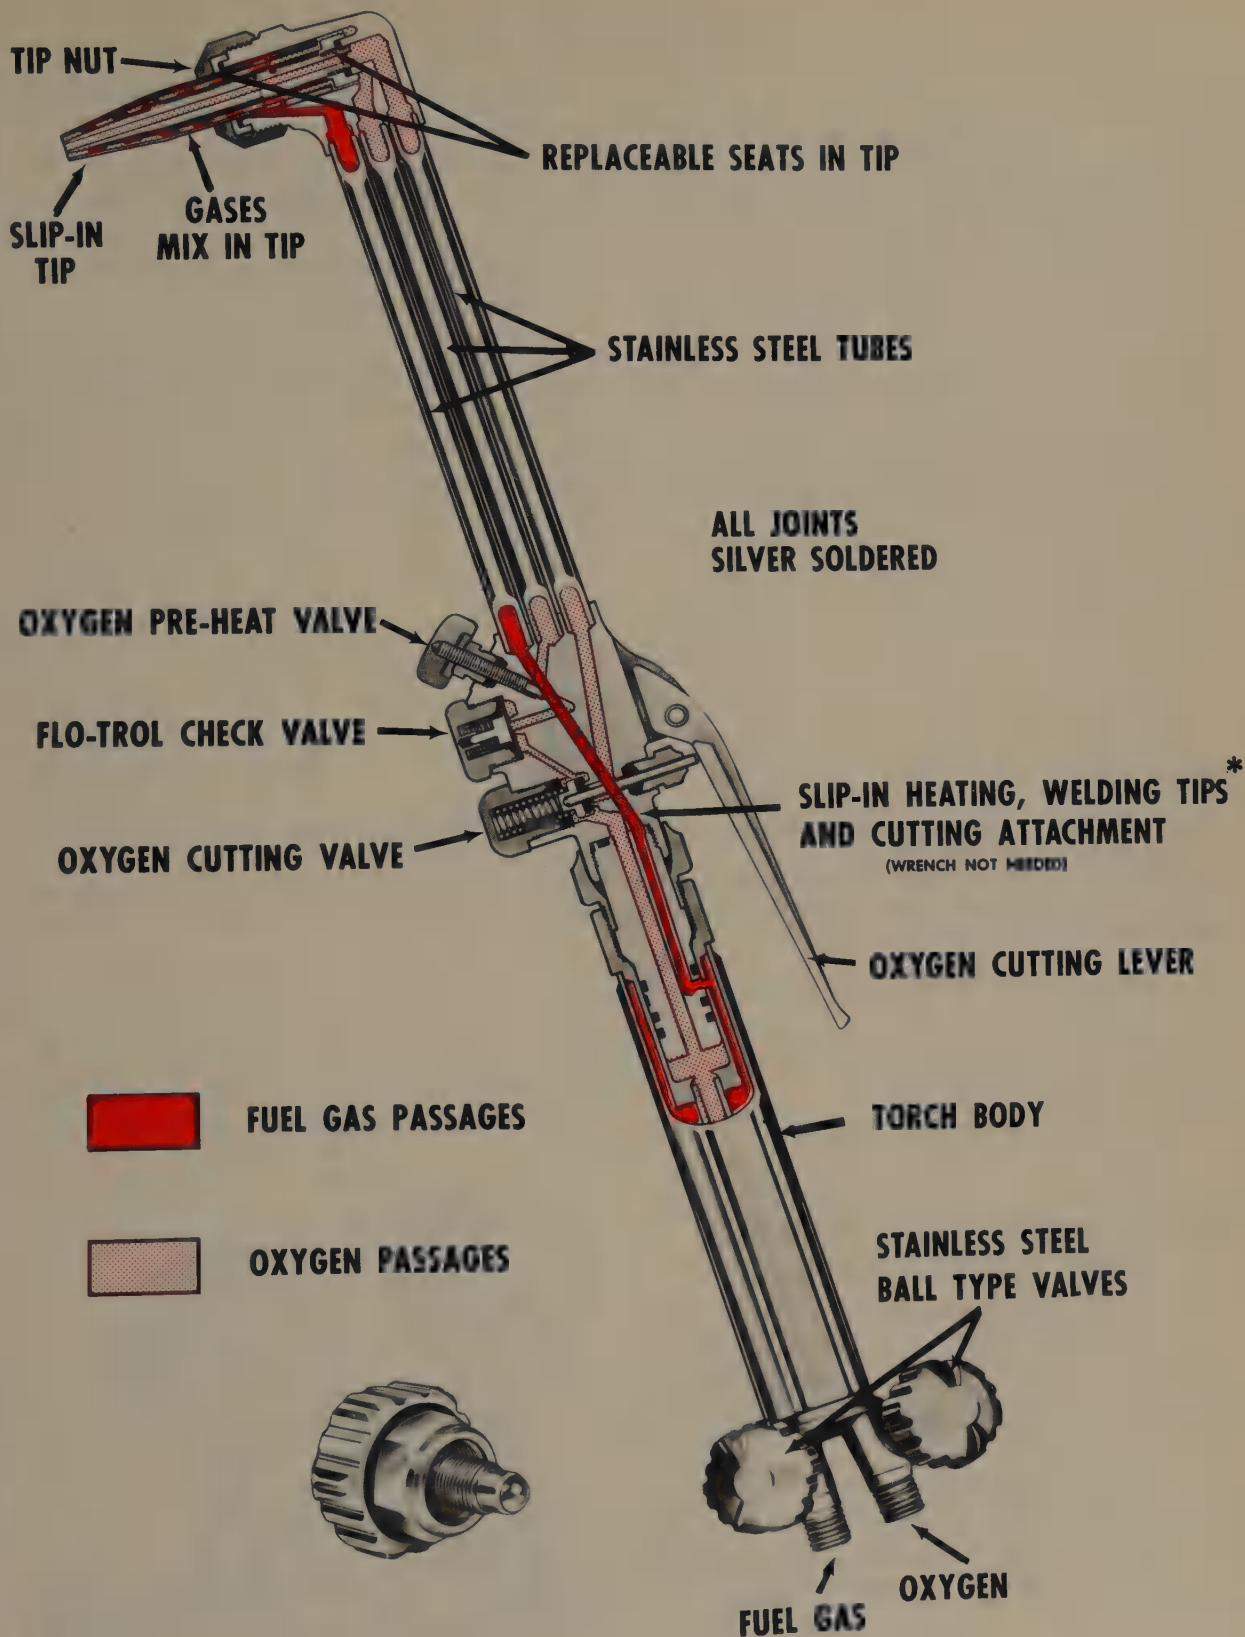 TIP NUT
REPLACEABLE SEATS IN TIP
SLIP-IN
TIP
GASES
MIX IN TIP
STAINLESS STEEL TUBES
ALL JOINTS
SILVER SOLDERED
OXYGEN PRE-HEAT VALVE
FLO-TROL CHECK VALVE
OXYGEN CUTTING VALVE
SLIP-IN HEATING, WELDING TIPS*
AND CUTTING ATTACHMENT
(WRENCH NOT NEEDED)
OXYGEN CUTTING LEVER
FUEL GAS PASSAGES
TORCH BODY
OXYGEN PASSAGES
STAINLESS STEEL
BALL TYPE VALVES
OXYGEN
FUEL GAS